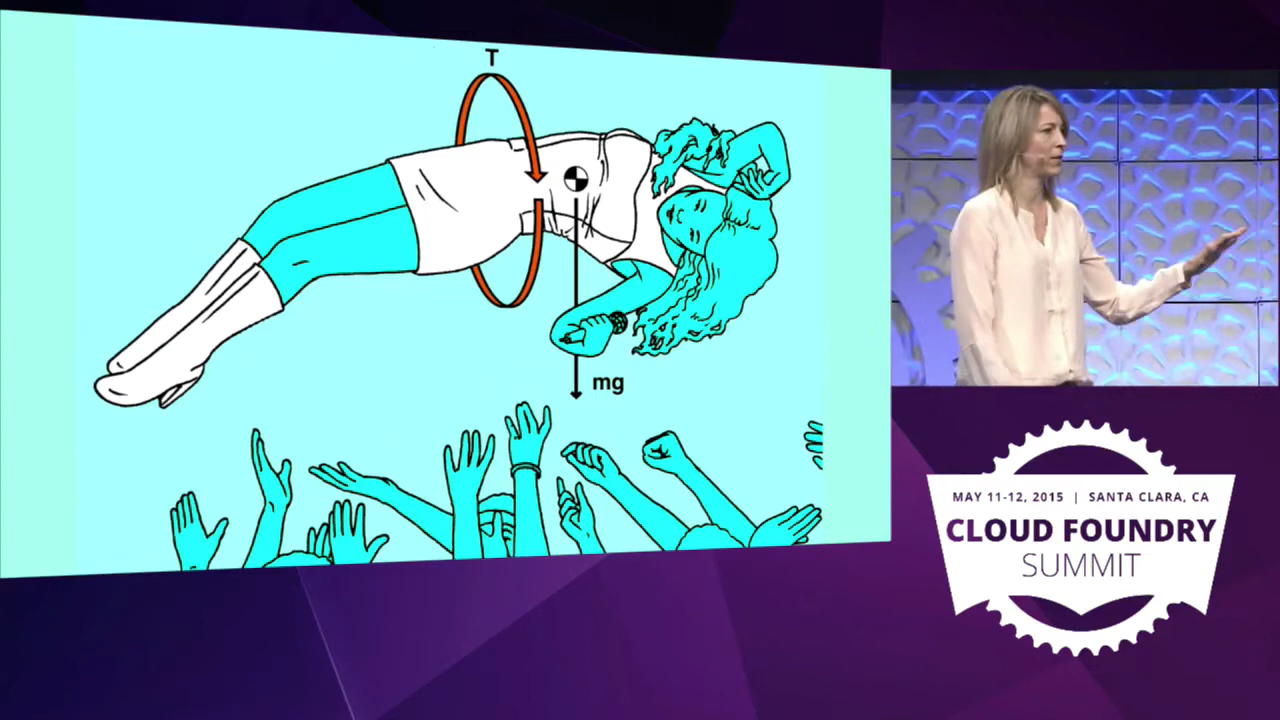 T
mg
MAY 11-12, 2015 | SANTA CLARA, CA
CLOUD FOUNDRY
SUMMIT